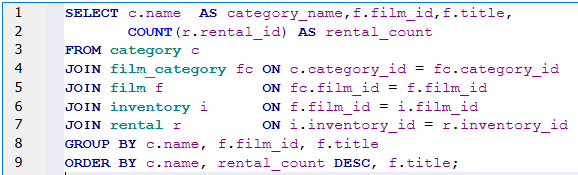 1 SELECT c.name  AS category_name,f.film_id,f.title,
2        COUNT(r.rental_id) AS rental_count
3 FROM category c
4 JOIN film_category fc ON c.category_id = fc.category_id
5 JOIN film f           ON fc.film_id = f.film_id
6 JOIN inventory i      ON f.film_id = i.film_id
7 JOIN rental r         ON i.inventory_id = r.inventory_id
8 GROUP BY c.name, f.film_id, f.title
9 ORDER BY c.name, rental_count DESC, f.title;